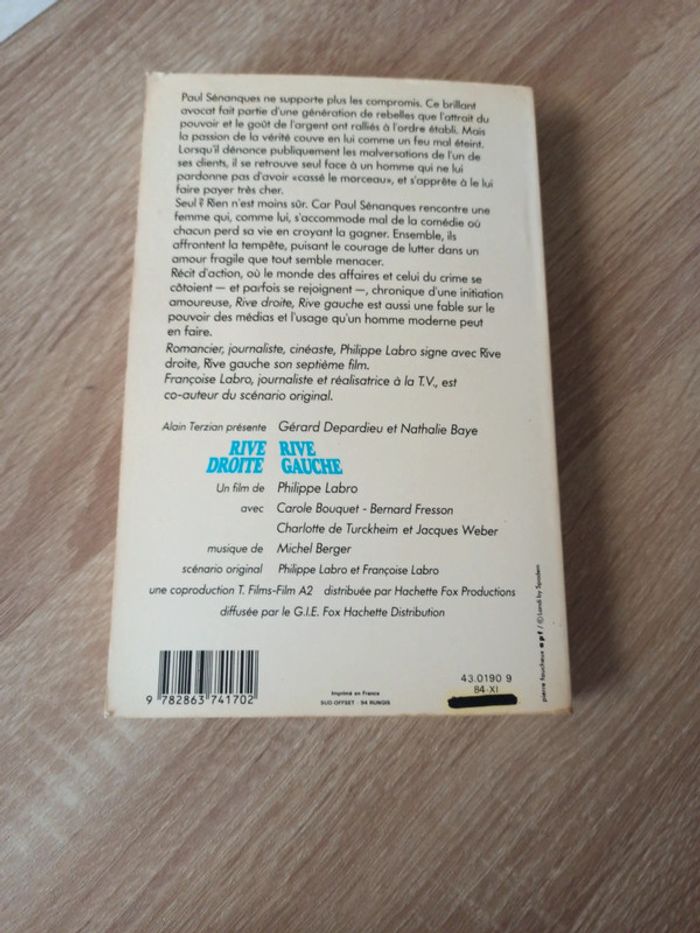 Paul Sénanques ne supporte plus les compromis. Ce brillant
avocat fait partie d'une génération de rebelles que l'attrait du
pouvoir et le goût de l'argent ont ralliés à l'ordre établi. Mais
la passion de la vérité couve en lui comme un feu mal éteint.
Lorsqu'il dénonce publiquement les malversations de l'un de
ses clients, il se retrouve seul face à un homme qui ne lui
pardonne pas d'avoir «cassé le morceau», et s'apprête à le lui
faire payer très cher.
Seul ? Rien n'est moins sûr. Car Paul Sénanques rencontre une
femme qui, comme lui, s'accommode mal de la comédie où
chacun perd sa vie en croyant la gagner. Ensemble, ils
affrontent la tempête, puisant le courage de lutter dans un
amour fragile que tout semble menacer.
Récit d'action, où le monde des affaires et celui du crime se
côtoient — et parfois se rejoignent —, chronique d'une initiation
amoureuse, Rive droite, Rive gauche est aussi une fable sur le
pouvoir des médias et l'usage qu'un homme moderne peut
en faire.
Romancier, journaliste, cinéaste, Philippe Labro signe avec Rive
droite, Rive gauche son septième film.
Françoise Labro, journaliste et réalisatrice à la T.V., est
co-auteur du scénario original.
Alain Terzian présente Gérard Depardieu et Nathalie Baye
RIVE RIVE
DROITE GAUCHE
Un film de Philippe Labro
avec Carole Bouquet - Bernard Fresson
Charlotte de Turckheim et Jacques Weber
musique de Michel Berger
scénario original Philippe Labro et Françoise Labro
une coproduction T. Films-Film A2 distribuée par Hachette Fox Productions
diffusée par le G.I.E. Fox Hachette Distribution
9 782863 741702
Imprimé en France
SUD OFFSET - 94 RUNGIS
43.0190 9
84-XI
pierre faucheux apf / © Landi by Spadem